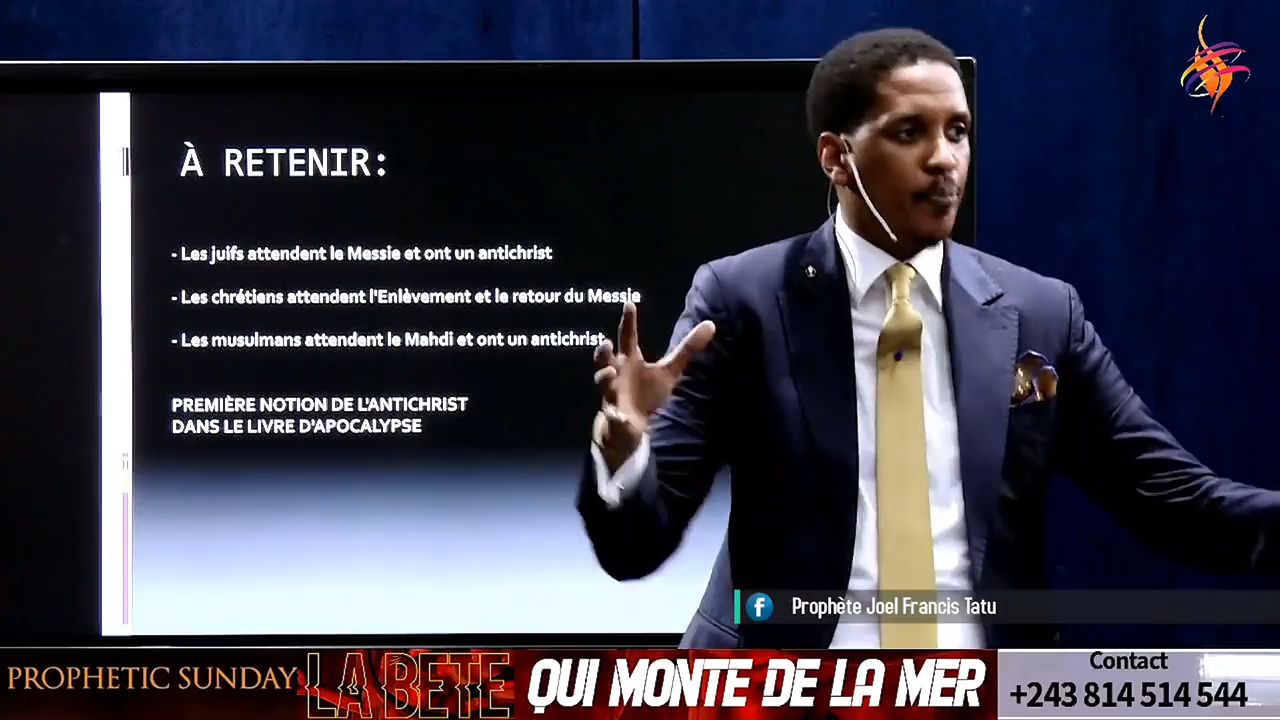 À RETENIR:
- Les juifs attendent le Messie et ont un antichrist
- Les chrétiens attendent l'Enlèvement et le retour du Messie
- Les musulmans attendent le Mahdi et ont un antichrist
PREMIÈRE NOTION DE L'ANTICHRIST
DANS LE LIVRE D'APOCALYPSE
f Prophète Joel Francis Tatu
PROPHETIC SUNDAY LA BETE QUI MONTE DE LA MER
Contact
+243 814 514 544